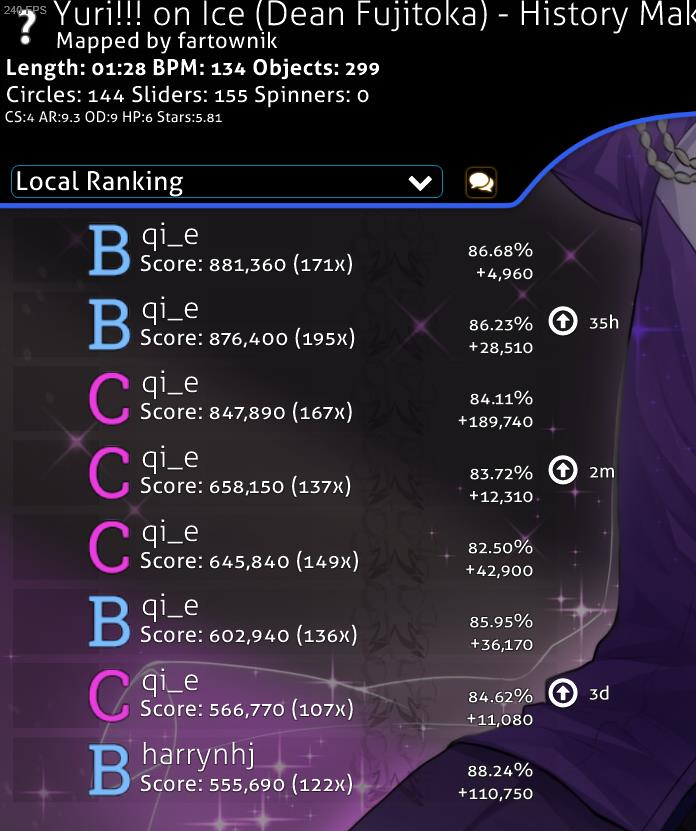 240 FPS
Yuri!!! on Ice (Dean Fujitoka) - History Mak
Mapped by fartownik
Length: 01:28 BPM: 134 Objects: 299
Circles: 144 Sliders: 155 Spinners: 0
CS:4 AR:9.3 OD:9 HP:6 Stars:5.81
Local Ranking
B qi_e
Score: 881,360 (171x) 86.68%
+4,960
B qi_e
Score: 876,400 (195x) 86.23% 35h
+28,510
C qi_e
Score: 847,890 (167x) 84.11%
+189,740
C qi_e
Score: 658,150 (137x) 83.72% 2m
+12,310
C qi_e
Score: 645,840 (149x) 82.50%
+42,900
B qi_e
Score: 602,940 (136x) 85.95%
+36,170
C qi_e
Score: 566,770 (107x) 84.62% 3d
+11,080
B harrynhj
Score: 555,690 (122x) 88.24%
+110,750